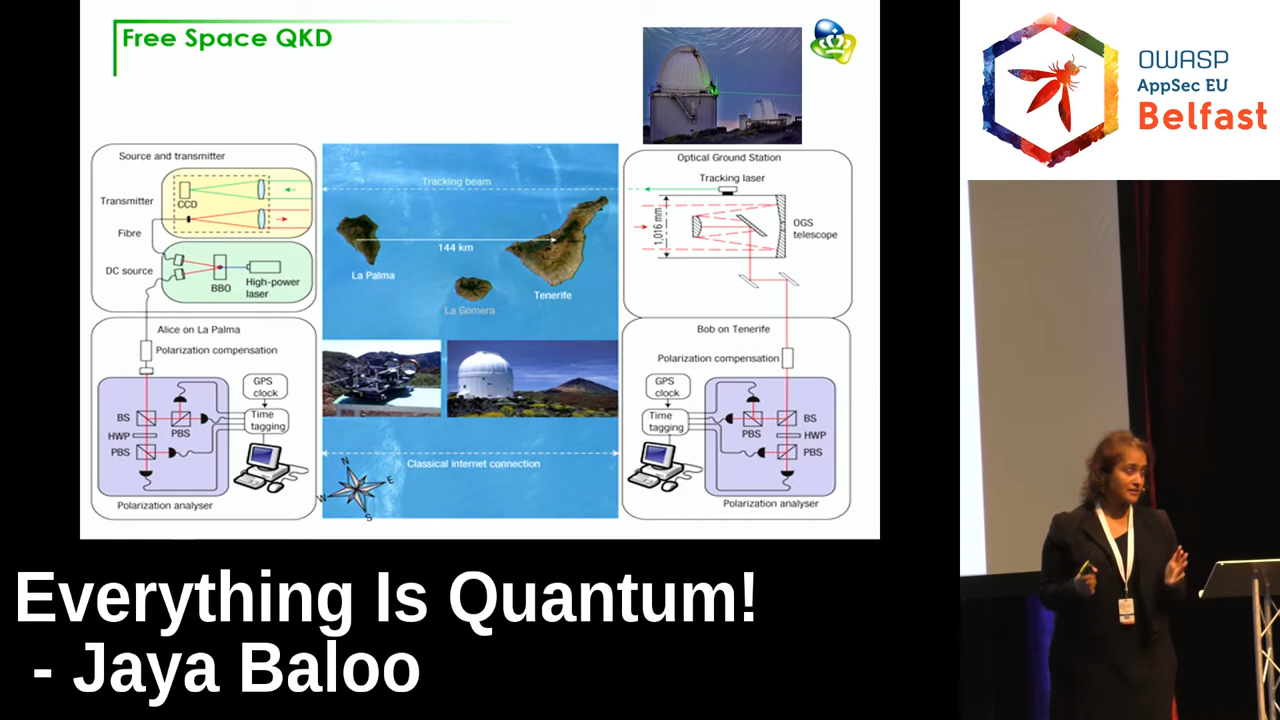 Free Space QKD
OWASP
AppSec EU
Belfast
Source and transmitter
Transmitter
CCD
Fibre
DC source
BBO
High-power
laser
Tracking beam
144 km
La Palma
La Gomera
Tenerife
Optical Ground Station
Tracking laser
1,016 mm
OGS
telescope
Alice on La Palma
Polarization compensation
GPS
clock
Time
tagging
BS
PBS
HWP
PBS
Polarization analyser
Classical internet connection
N
E
W
S
Bob on Tenerife
Polarization compensation
GPS
clock
Time
tagging
BS
PBS
HWP
PBS
Polarization analyser
Everything Is Quantum!
- Jaya Baloo